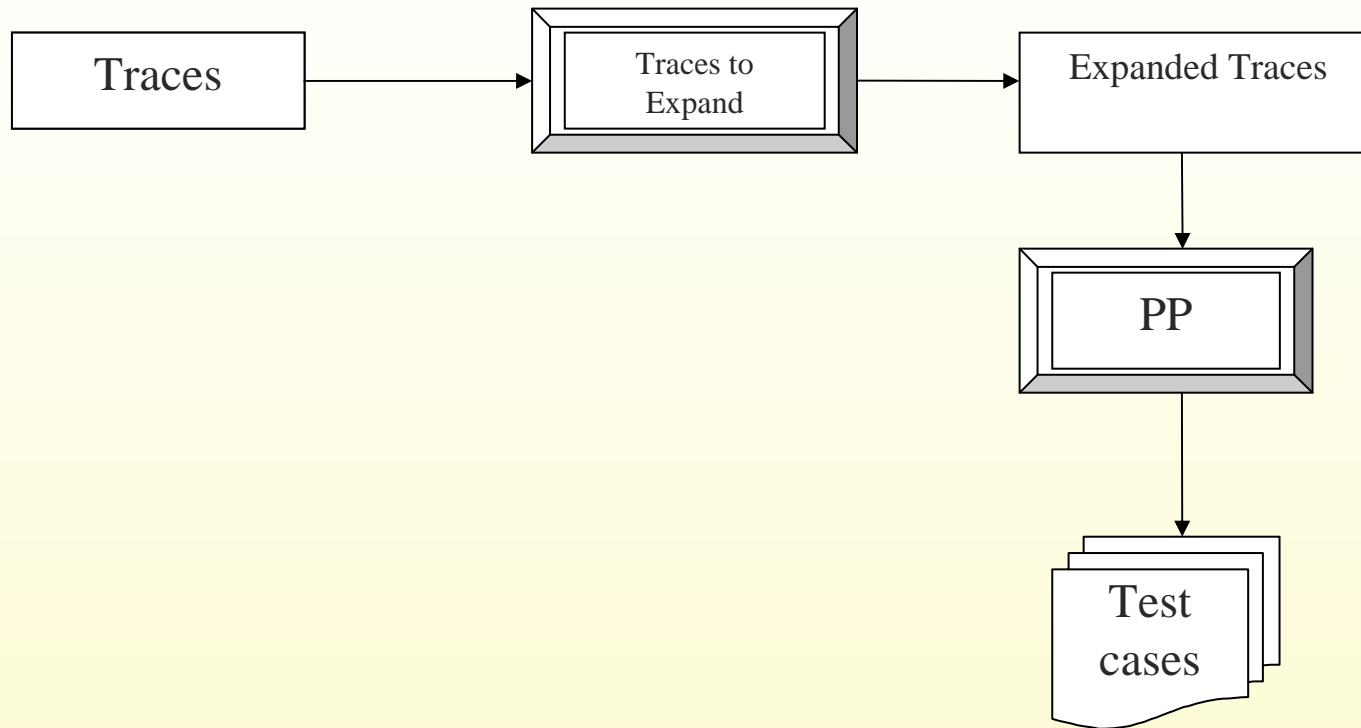 Traces
Traces to
Expand
Expanded Traces
PP
Test
cases